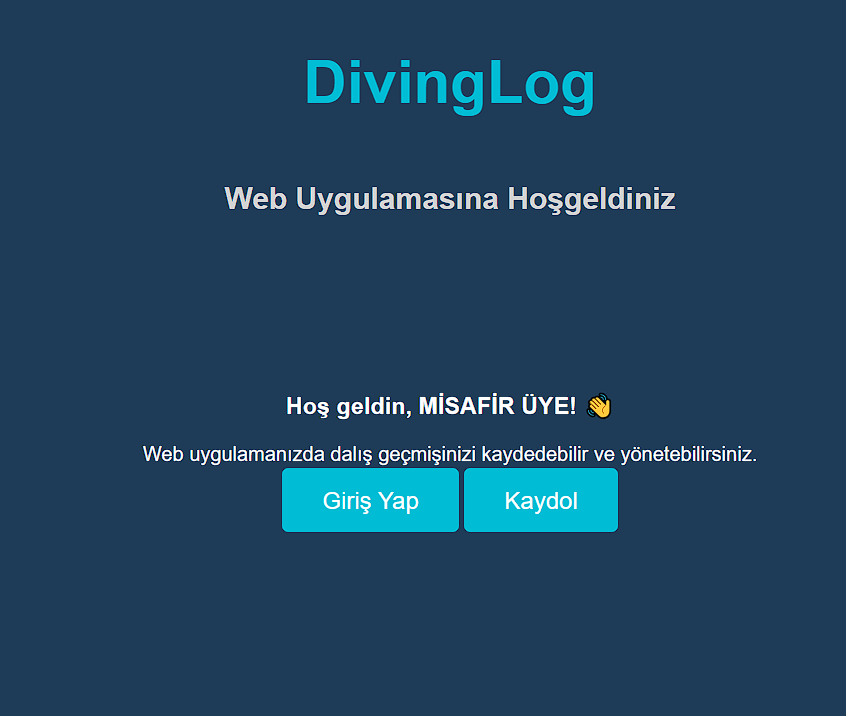 DivingLog
Web Uygulamasına Hoşgeldiniz
Hoş geldin, MİSAFİR ÜYE! 👋
Web uygulamanızda dalış geçmişinizi kaydedebilir ve yönetebilirsiniz.
Giriş Yap
Kaydol